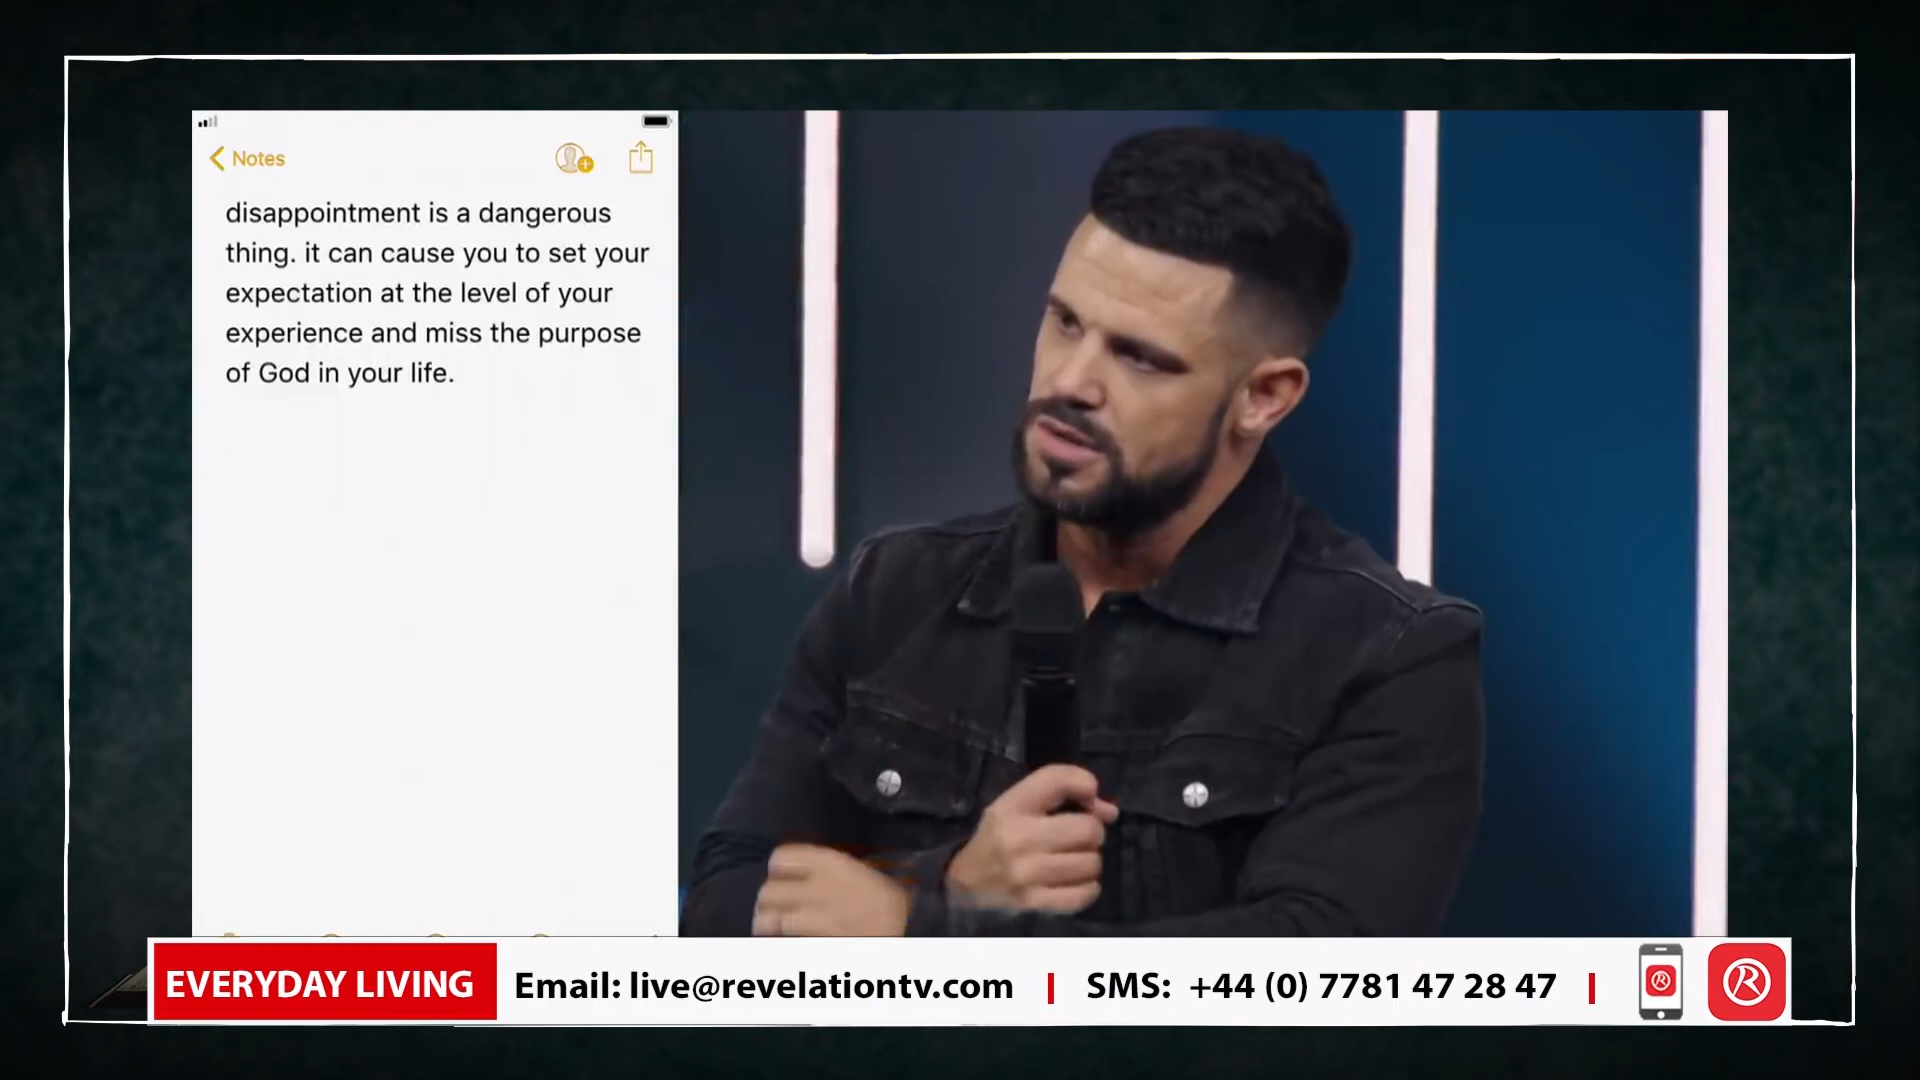 Notes
disappointment is a dangerous
thing. it can cause you to set your
expectation at the level of your
experience and miss the purpose
of God in your life.
EVERYDAY LIVING Email: live@revelationtv.com | SMS: +44 (0) 7781 47 28 47 |